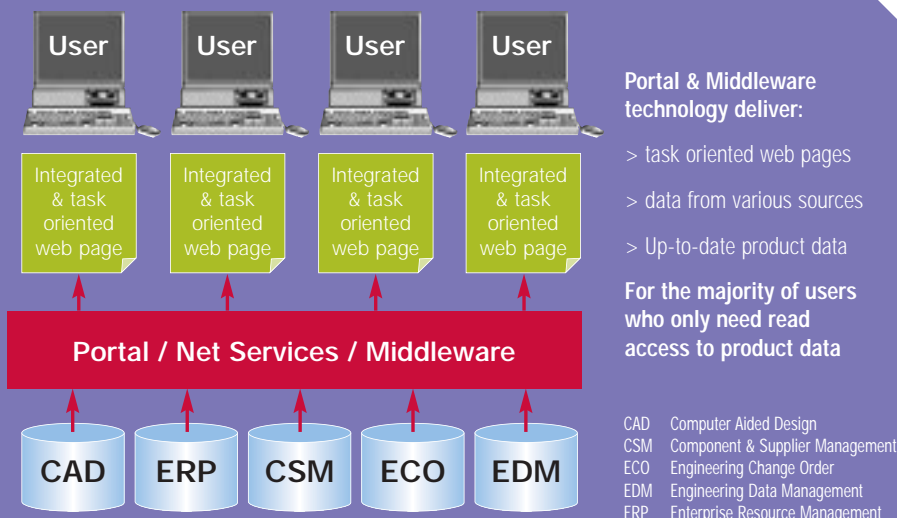 User
User
User
User
Integrated
& task
oriented
web page
Integrated
& task
oriented
web page
Integrated
& task
oriented
web page
Integrated
& task
oriented
web page
Portal / Net Services / Middleware
CAD
ERP
CSM
ECO
EDM
Portal & Middleware
technology deliver:
> task oriented web pages
> data from various sources
> Up-to-date product data
For the majority of users
who only need read
access to product data
CAD Computer Aided Design
CSM Component & Supplier Management
ECO Engineering Change Order
EDM Engineering Data Management
ERP Enterprise Resource Management